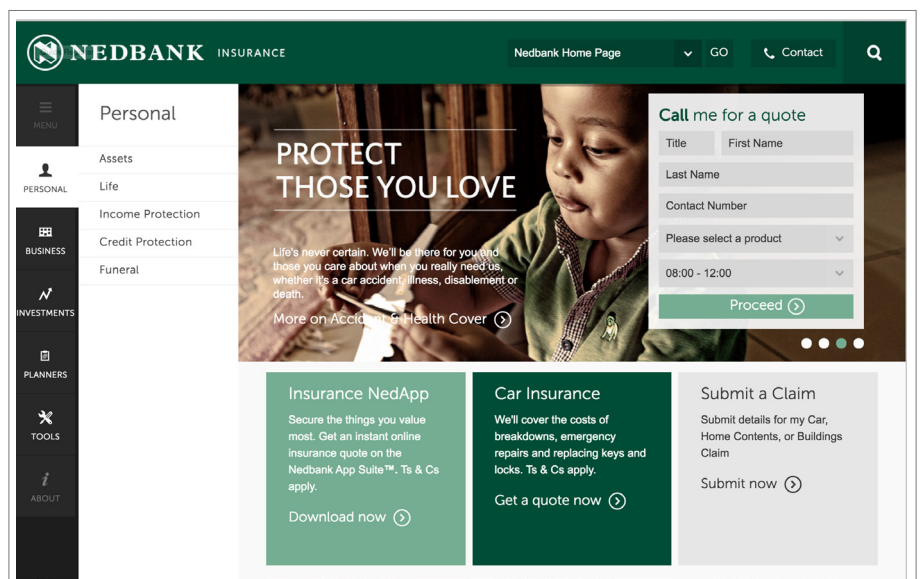 NEDBANK INSURANCE
Nedbank Home Page
GO
Contact
MENU
PERSONAL
BUSINESS
INVESTMENTS
PLANNERS
TOOLS
i
ABOUT
Personal
Assets
Life
Income Protection
Credit Protection
Funeral
PROTECT
THOSE YOU LOVE
Life's never certain. We'll be there for you and
those you care about when you really need us,
whether it's a car accident, illness, disablement or
death.
More on Accident & Health Cover
Call me for a quote
Title First Name
Last Name
Contact Number
Please select a product
08:00 - 12:00
Proceed
Insurance NedApp
Secure the things you value
most. Get an instant online
insurance quote on the
Nedbank App Suite™. Ts & Cs
apply.
Download now
Car Insurance
We'll cover the costs of
breakdowns, emergency
repairs and replacing keys and
locks. Ts & Cs apply.
Get a quote now
Submit a Claim
Submit details for my Car,
Home Contents, or Buildings
Claim
Submit now